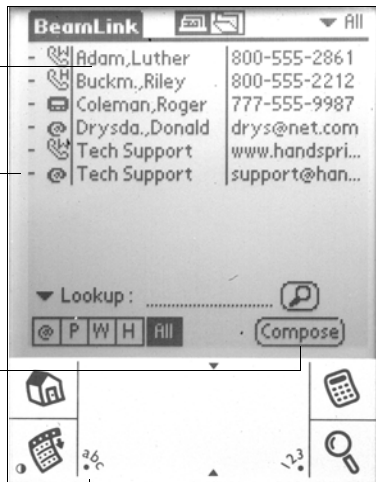 BeamLink All
- Adam,Luther 800-555-2861
- Buckm.,Riley 800-555-2212
- Coleman,Roger 777-555-9987
- @ Drysda.,Donald drys@net.com
- Tech Support www.handspri...
- @ Tech Support support@han...
Lookup:
@ P W H All Compose
abc 123